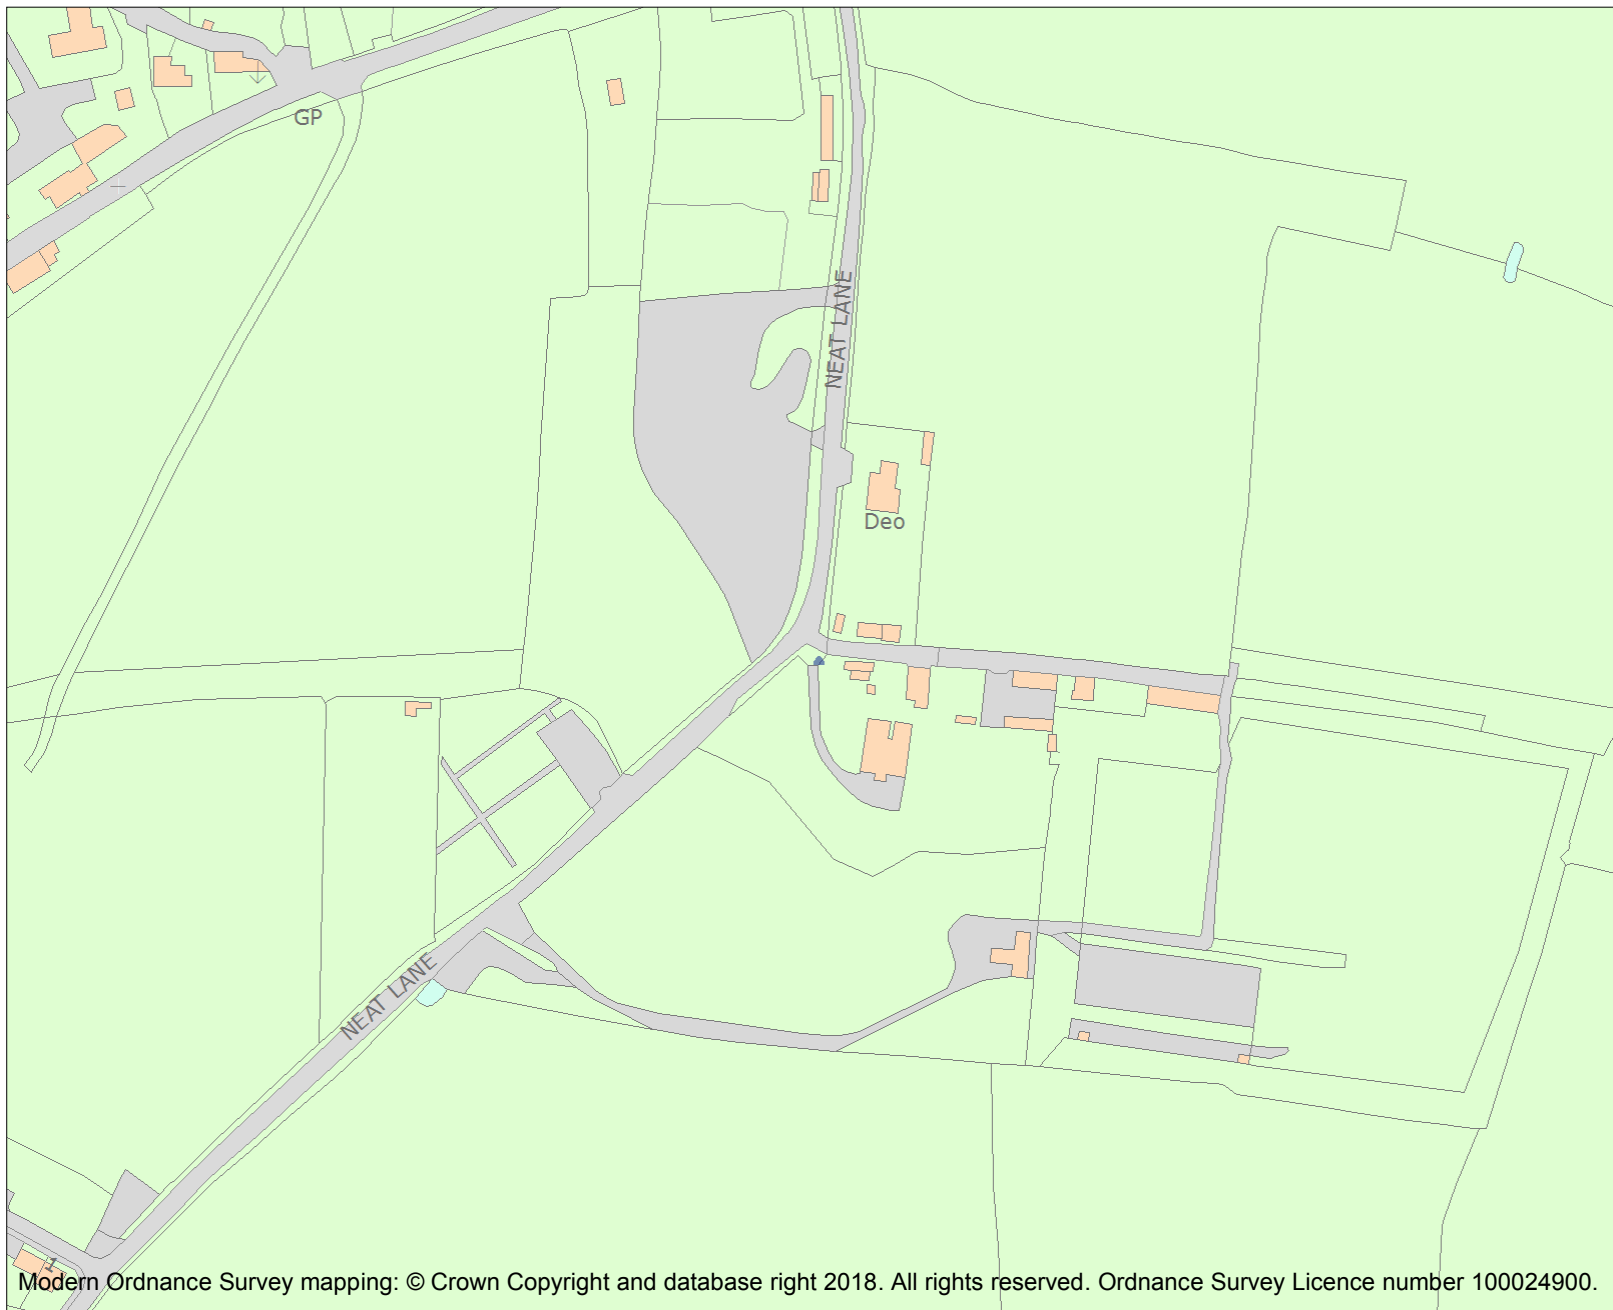 GP
NEAT LANE
Deo
NEAT LANE
1
Modern Ordnance Survey mapping: © Crown Copyright and database right 2018. All rights reserved. Ordnance Survey Licence number 100024900.